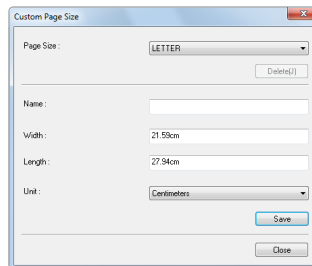 Custom Page Size
Page Size :
LETTER
Delete(J)
Name :
Width :
21.59cm
Length :
27.94cm
Unit :
Centimeters
Save
Close